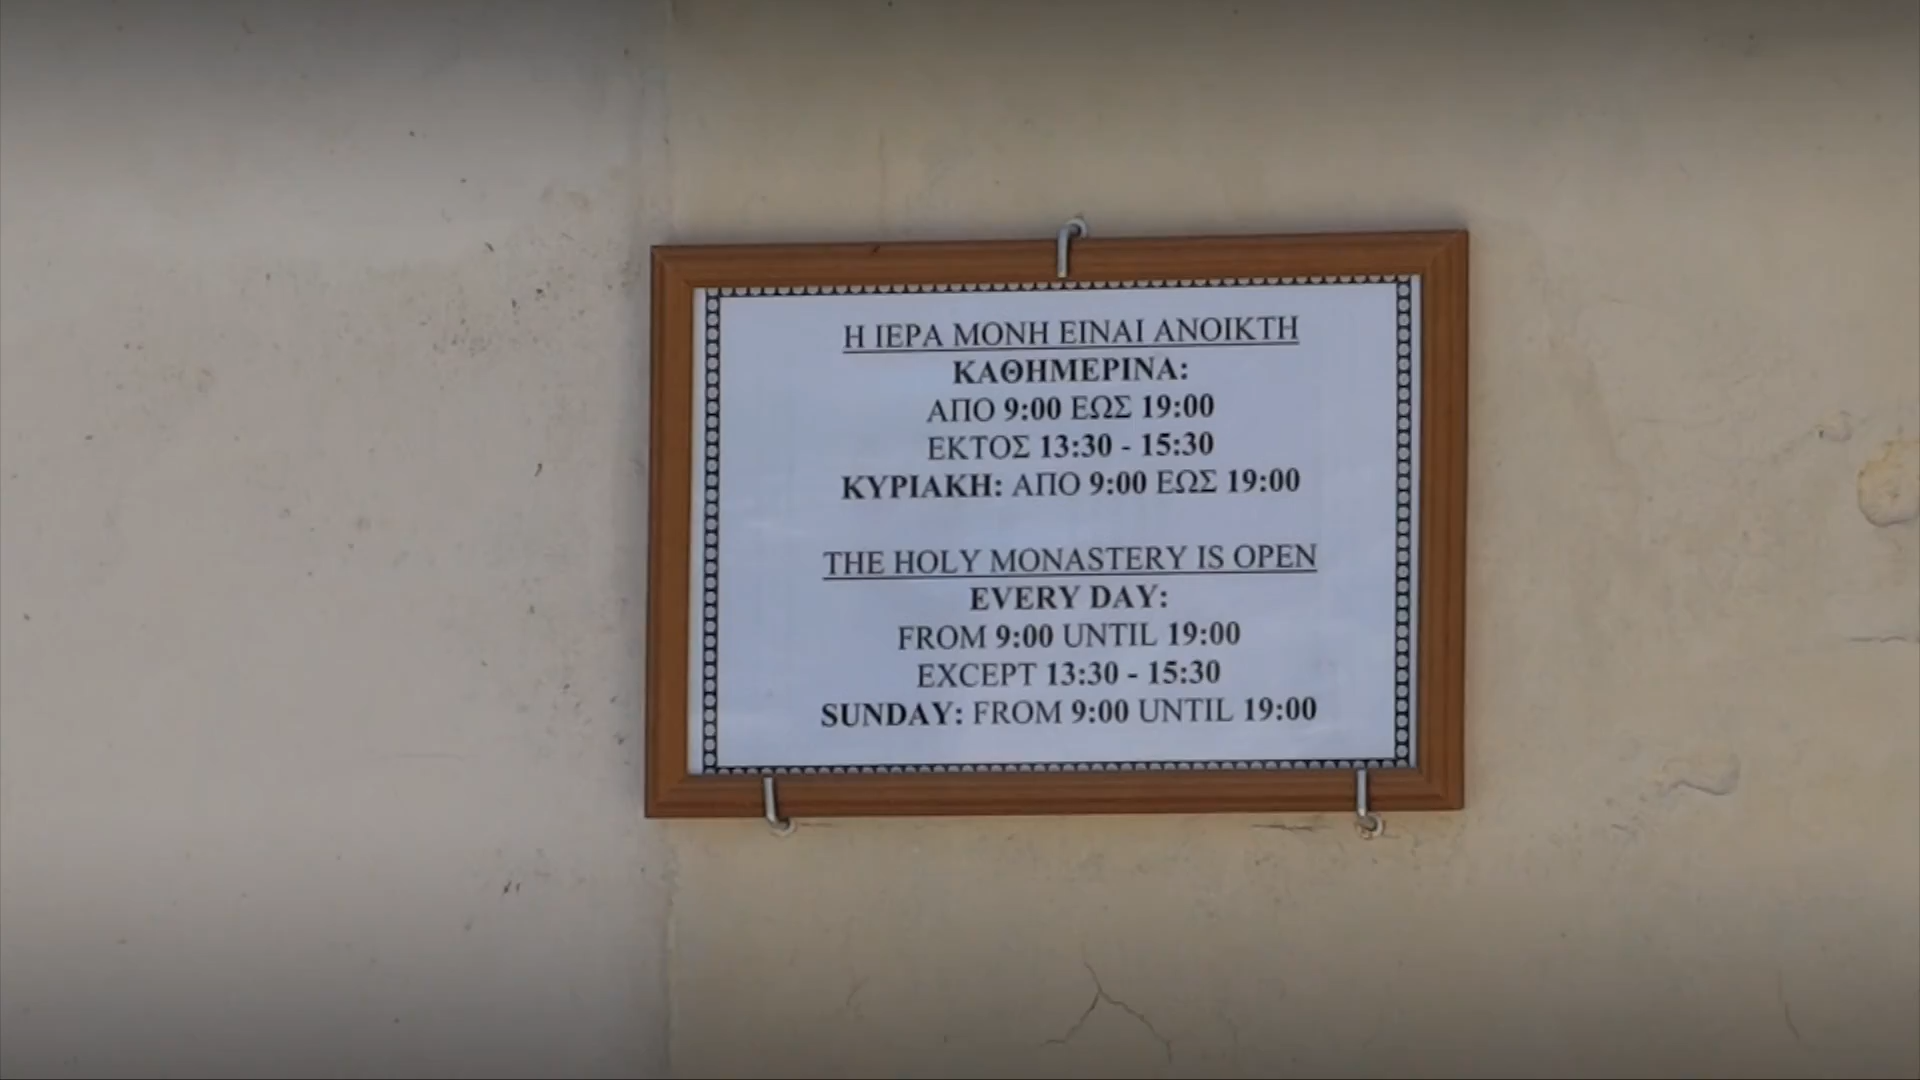 Η ΙΕΡΑ ΜΟΝΗ ΕΙΝΑΙ ΑΝΟΙΚΤΗ
ΚΑΘΗΜΕΡΙΝΑ:
ΑΠΟ 9:00 ΕΩΣ 19:00
ΕΚΤΟΣ 13:30 - 15:30
ΚΥΡΙΑΚΗ: ΑΠΟ 9:00 ΕΩΣ 19:00
THE HOLY MONASTERY IS OPEN
EVERY DAY:
FROM 9:00 UNTIL 19:00
EXCEPT 13:30 - 15:30
SUNDAY: FROM 9:00 UNTIL 19:00